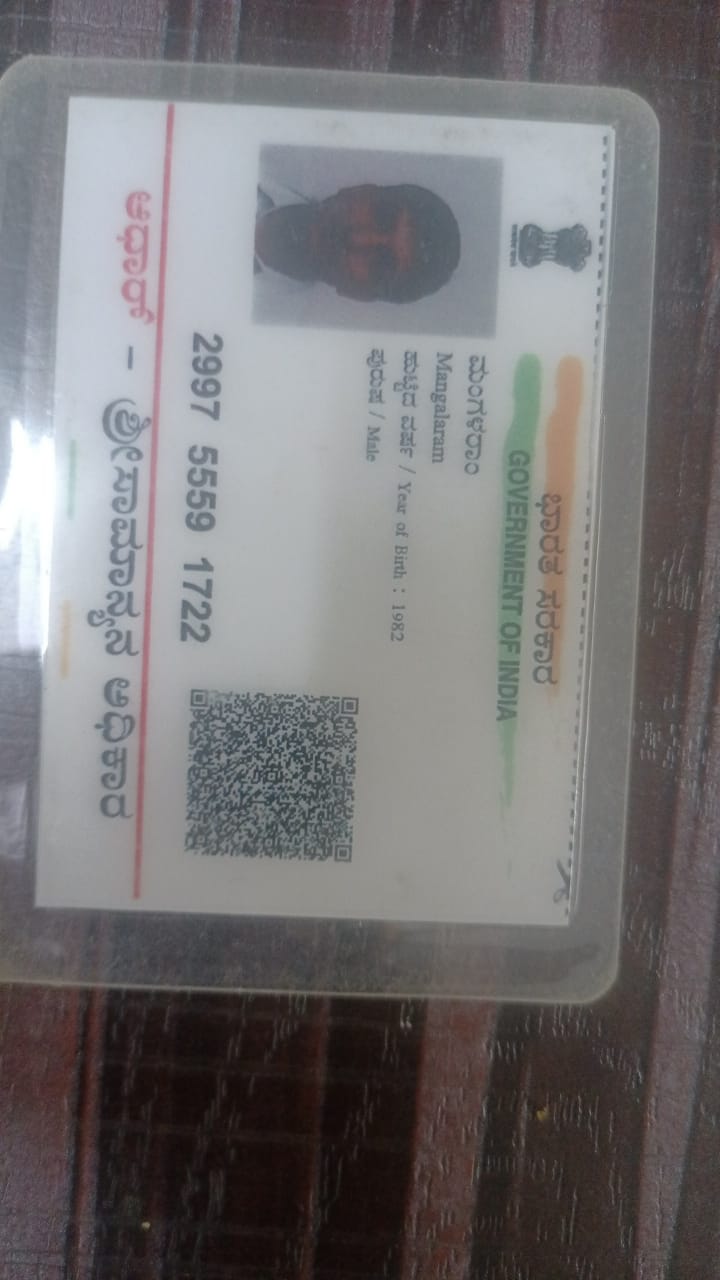 ಭಾರತ ಸರಕಾರ
GOVERNMENT OF INDIA
ಮಂಗಳರಾಂ
Mangalaram
ಹುಟ್ಟಿದ ವರ್ಷ / Year of Birth : 1982
ಪುರುಷ / Male
2997 5559 1722
ಆಧಾರ್ – ಶ್ರೀಸಾಮಾನ್ಯನ ಅಧಿಕಾರ